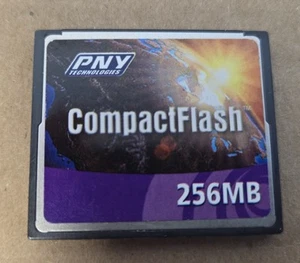 PNY
TECHNOLOGIES
CompactFlash
256MB